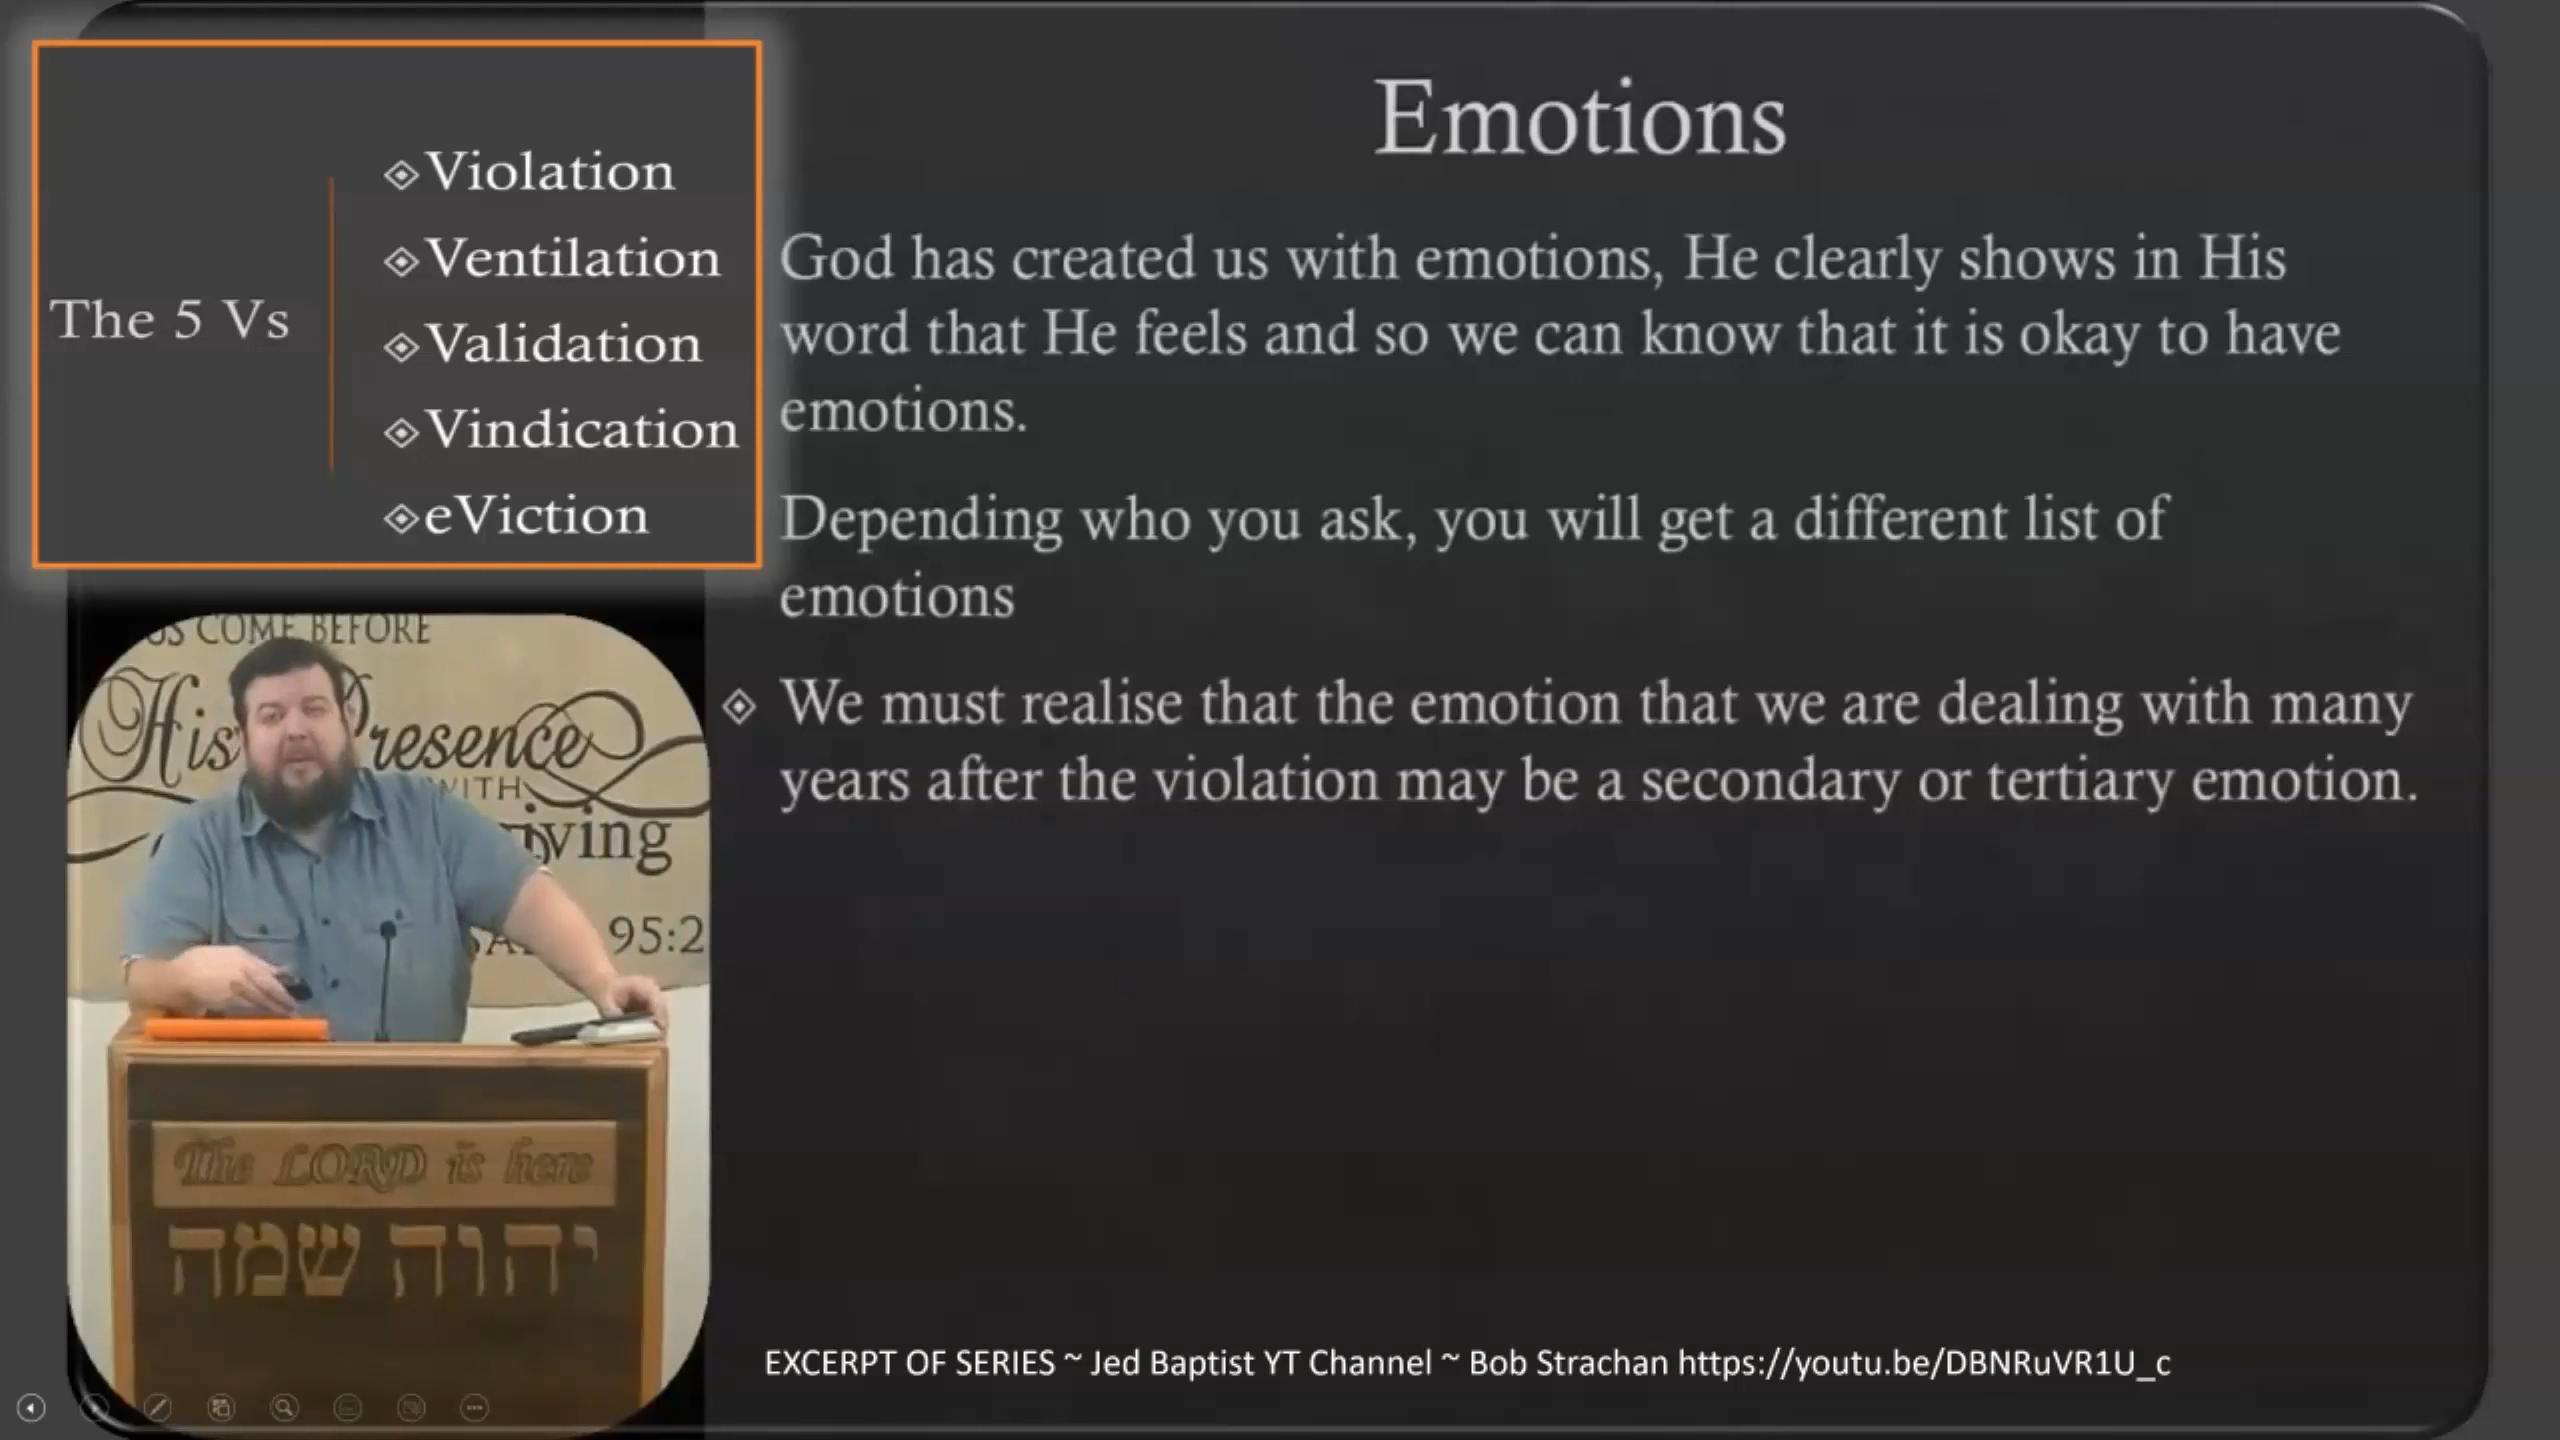 The 5 Vs
Violation
Ventilation
Validation
Vindication
eViction
Emotions
God has created us with emotions, He clearly shows in His
word that He feels and so we can know that it is okay to have
emotions.
Depending who you ask, you will get a different list of
emotions
We must realise that the emotion that we are dealing with many
years after the violation may be a secondary or tertiary emotion.
US COME BEFORE
His Presence
WITH
95:2
The LORD is here
יהוה שמה
EXCERPT OF SERIES ~ Jed Baptist YT Channel ~ Bob Strachan https://youtu.be/DBNRuVR1U_c